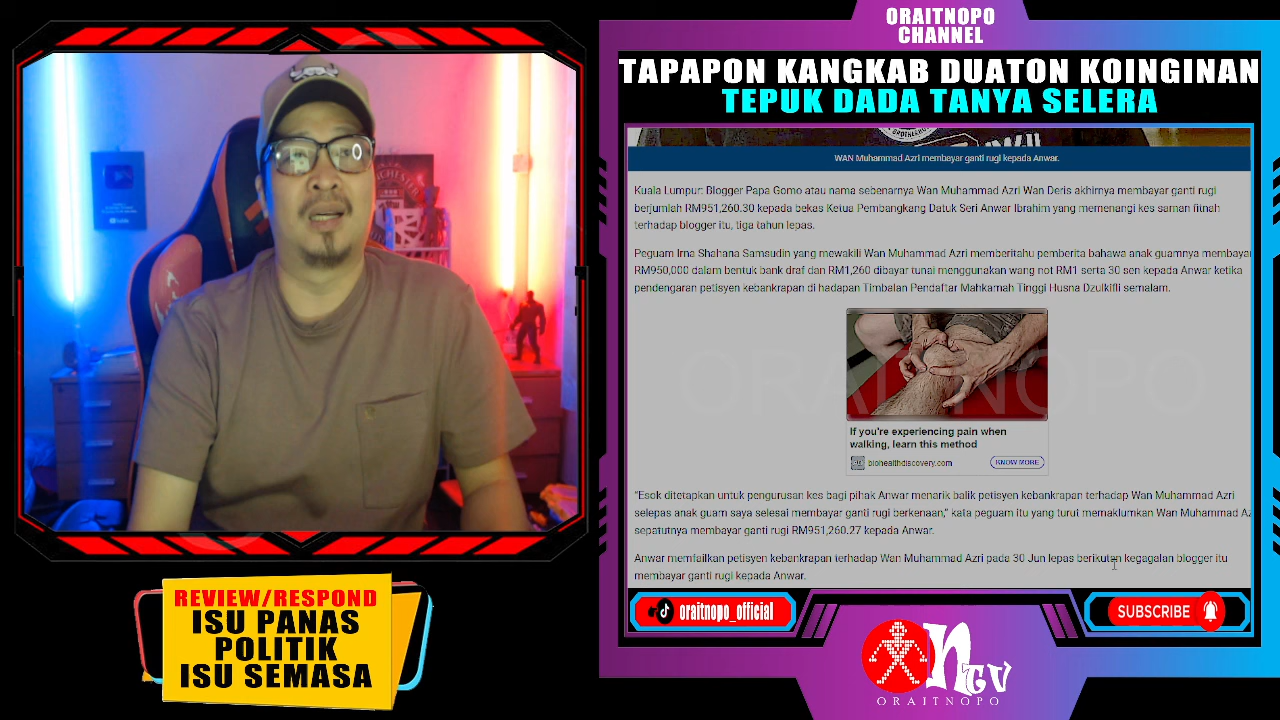 ORAITNOPO
CHANNEL
TAPAPON KANGKAB DUATON KOINGINAN
TEPUK DADA TANYA SELERA
WAN Muhammad Azri membayar ganti rugi kepada Anwar.
Kuala Lumpur: Blogger Papa Gomo atau nama sebenarnya Wan Muhammad Azri Wan Deris akhirnya membayar ganti rugi
berjumlah RM951,260.30 kepada bekas Ketua Pembangkang Datuk Seri Anwar Ibrahim yang memenangi kes saman fitnah
terhadap blogger itu, tiga tahun lepas.
Peguam Irna Shahana Samsudin yang mewakili Wan Muhammad Azri memberitahu pemberita bahawa anak guamnya membayar
RM950,000 dalam bentuk bank draf dan RM1,260 dibayar tunai menggunakan wang not RM1 serta 30 sen kepada Anwar ketika
pendengaran petisyen kebankrapan di hadapan Timbalan Pendaftar Mahkamah Tinggi Husna Dzulkifli semalam.
ORAITNOPO
If you're experiencing pain when
walking, learn this method
biohealthdiscovery.com
KNOW MORE
"Esok ditetapkan untuk pengurusan kes bagi pihak Anwar menarik balik petisyen kebankrapan terhadap Wan Muhammad Azri
selepas anak guam saya selesai membayar ganti rugi berkenaan," kata peguam itu yang turut memaklumkan Wan Muhammad Az
sepatutnya membayar ganti rugi RM951,260.27 kepada Anwar.
Anwar memfailkan petisyen kebankrapan terhadap Wan Muhammad Azri pada 30 Jun lepas berikutan kegagalan blogger itu
membayar ganti rugi kepada Anwar.
oraitnopo_official
SUBSCRIBE
REVIEW/RESPOND
ISU PANAS
POLITIK
ISU SEMASA
nTV
ORAITNOPO